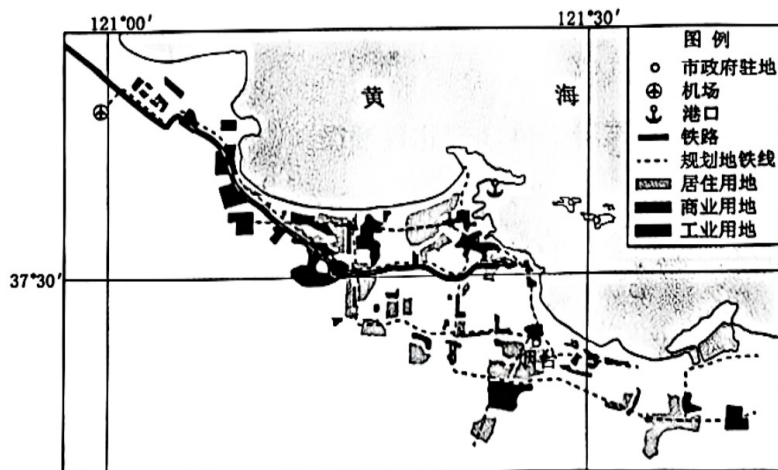 121°00′
121°30′
黄 海
37°30′
烟台
图 例
市政府驻地
机场
港口
铁路
规划地铁线
居住用地
商业用地
工业用地